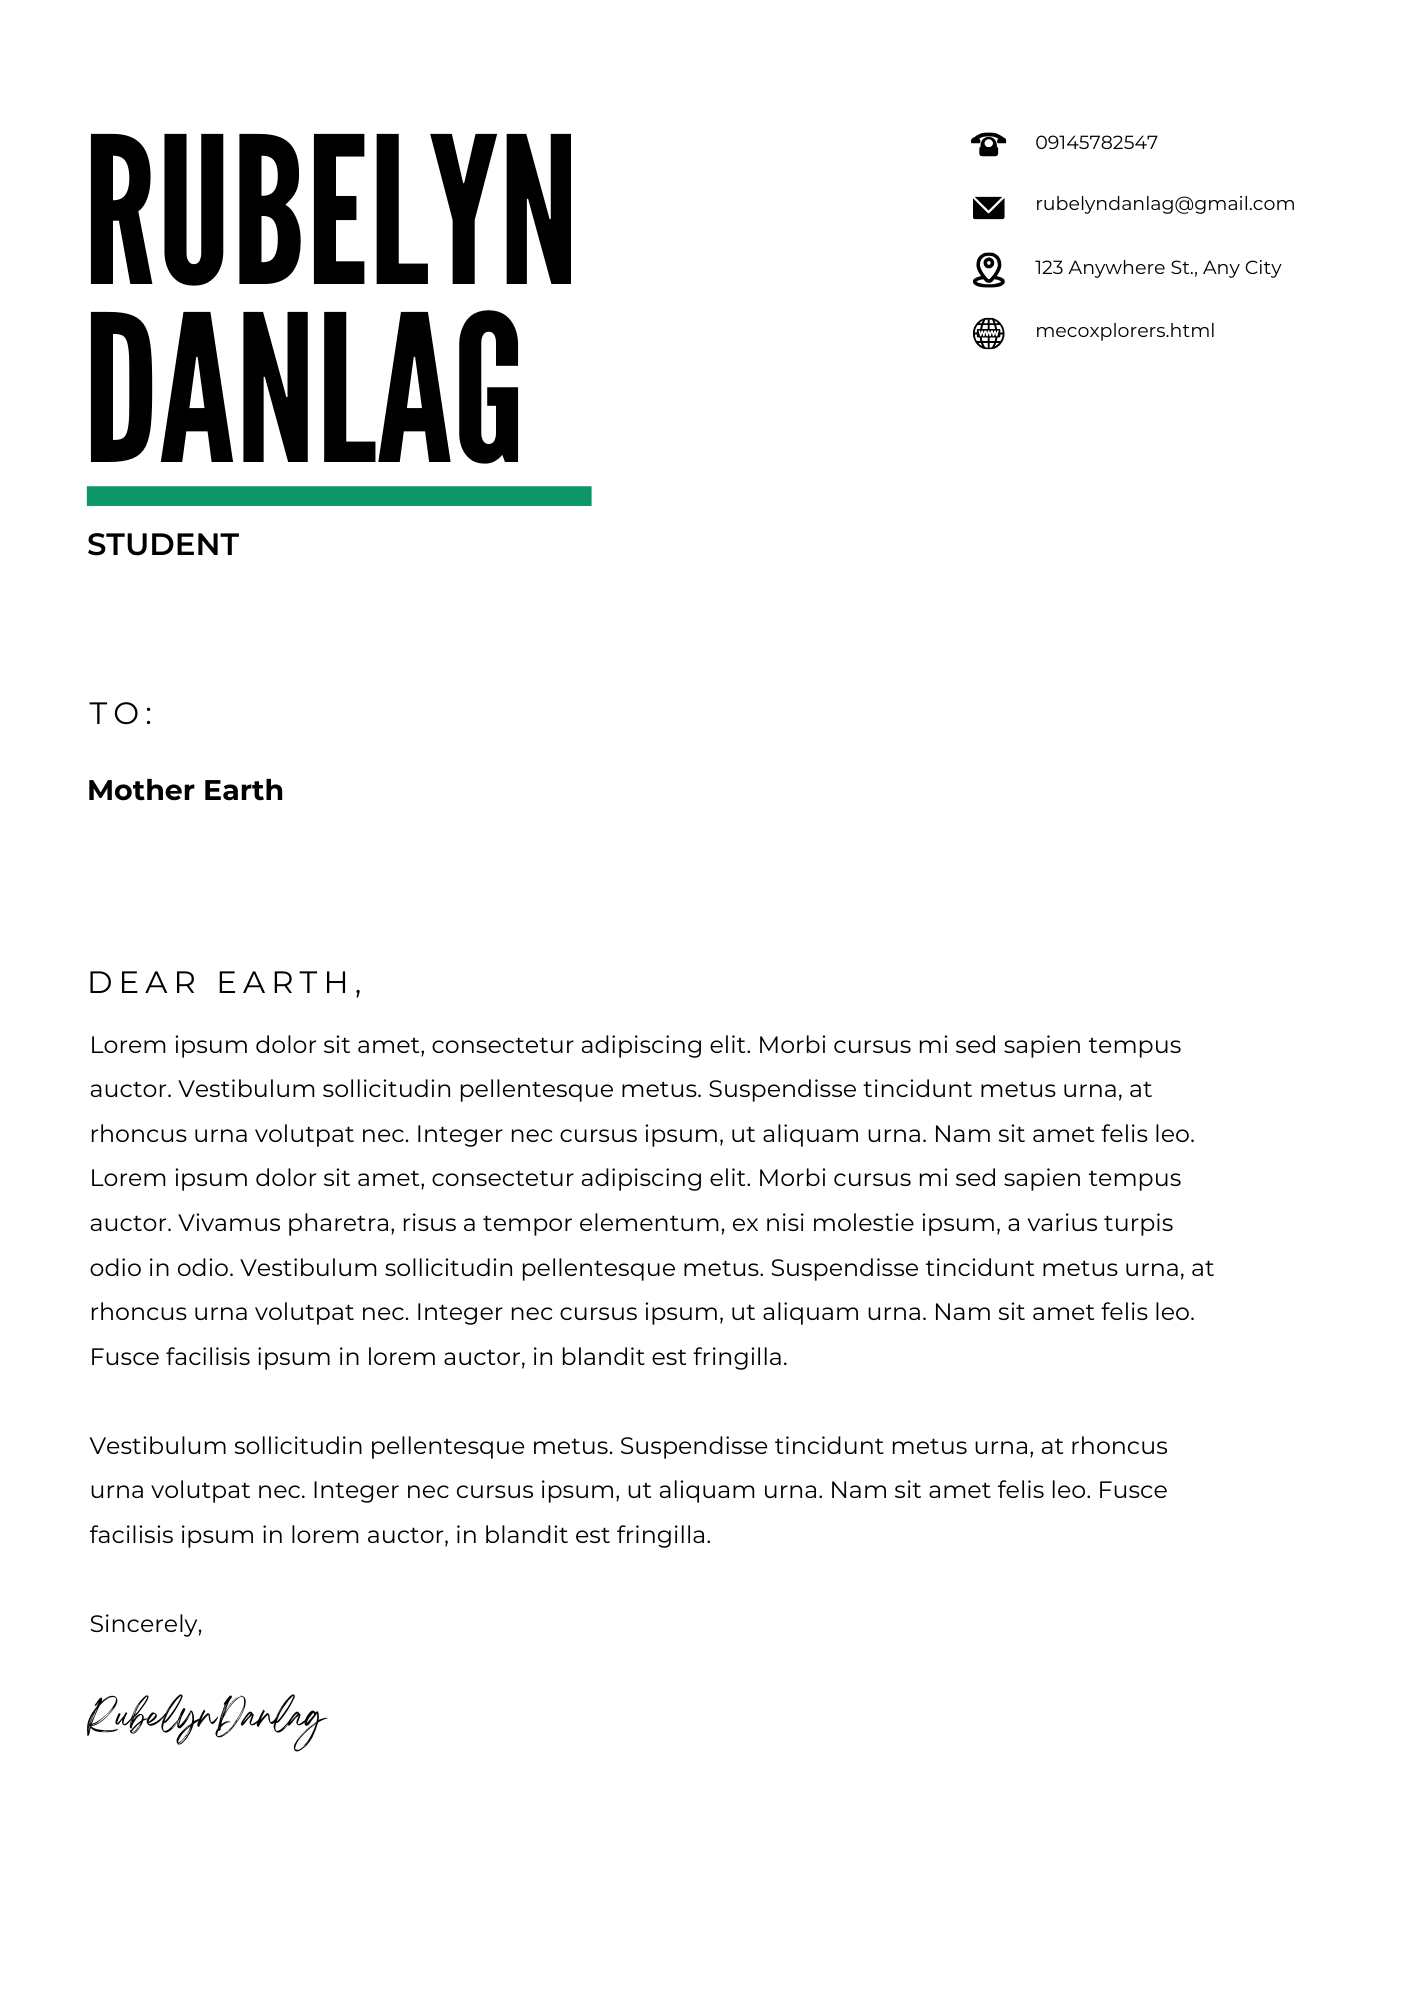 RUBELYN
DANLAG
STUDENT
09145782547
rubelyndanlag@gmail.com
123 Anywhere St., Any City
mecoxplorers.html
TO:
Mother Earth
DEAR EARTH,
Lorem ipsum dolor sit amet, consectetur adipiscing elit. Morbi cursus mi sed sapien tempus
auctor. Vestibulum sollicitudin pellentesque metus. Suspendisse tincidunt metus urna, at
rhoncus urna volutpat nec. Integer nec cursus ipsum, ut aliquam urna. Nam sit amet felis leo.
Lorem ipsum dolor sit amet, consectetur adipiscing elit. Morbi cursus mi sed sapien tempus
auctor. Vivamus pharetra, risus a tempor elementum, ex nisi molestie ipsum, a varius turpis
odio in odio. Vestibulum sollicitudin pellentesque metus. Suspendisse tincidunt metus urna, at
rhoncus urna volutpat nec. Integer nec cursus ipsum, ut aliquam urna. Nam sit amet felis leo.
Fusce facilisis ipsum in lorem auctor, in blandit est fringilla.
Vestibulum sollicitudin pellentesque metus. Suspendisse tincidunt metus urna, at rhoncus
urna volutpat nec. Integer nec cursus ipsum, ut aliquam urna. Nam sit amet felis leo. Fusce
facilisis ipsum in lorem auctor, in blandit est fringilla.
Sincerely,
RubelynDanlag